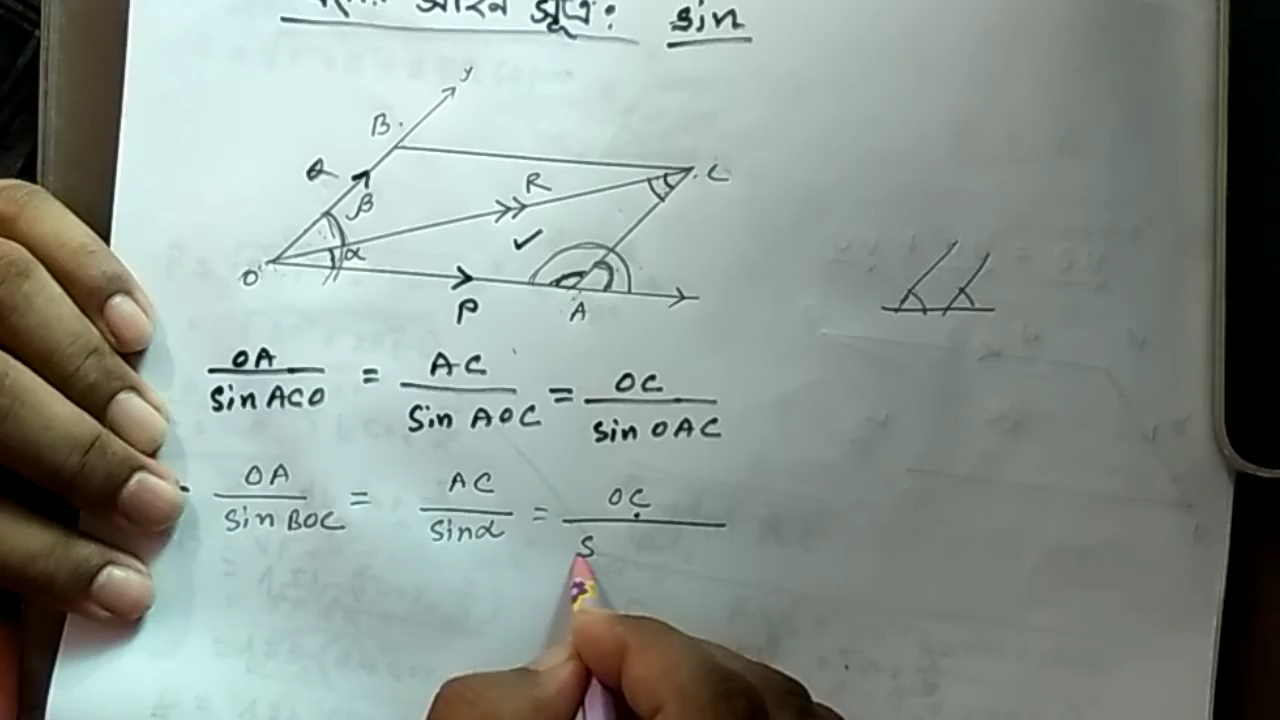 সূত্র: sin
y
B
Q
β
R
C
α
O
P
A
OA/sin ACO = AC/sin AOC = OC/sin OAC
OA/sin BOC = AC/sin α = OC/s